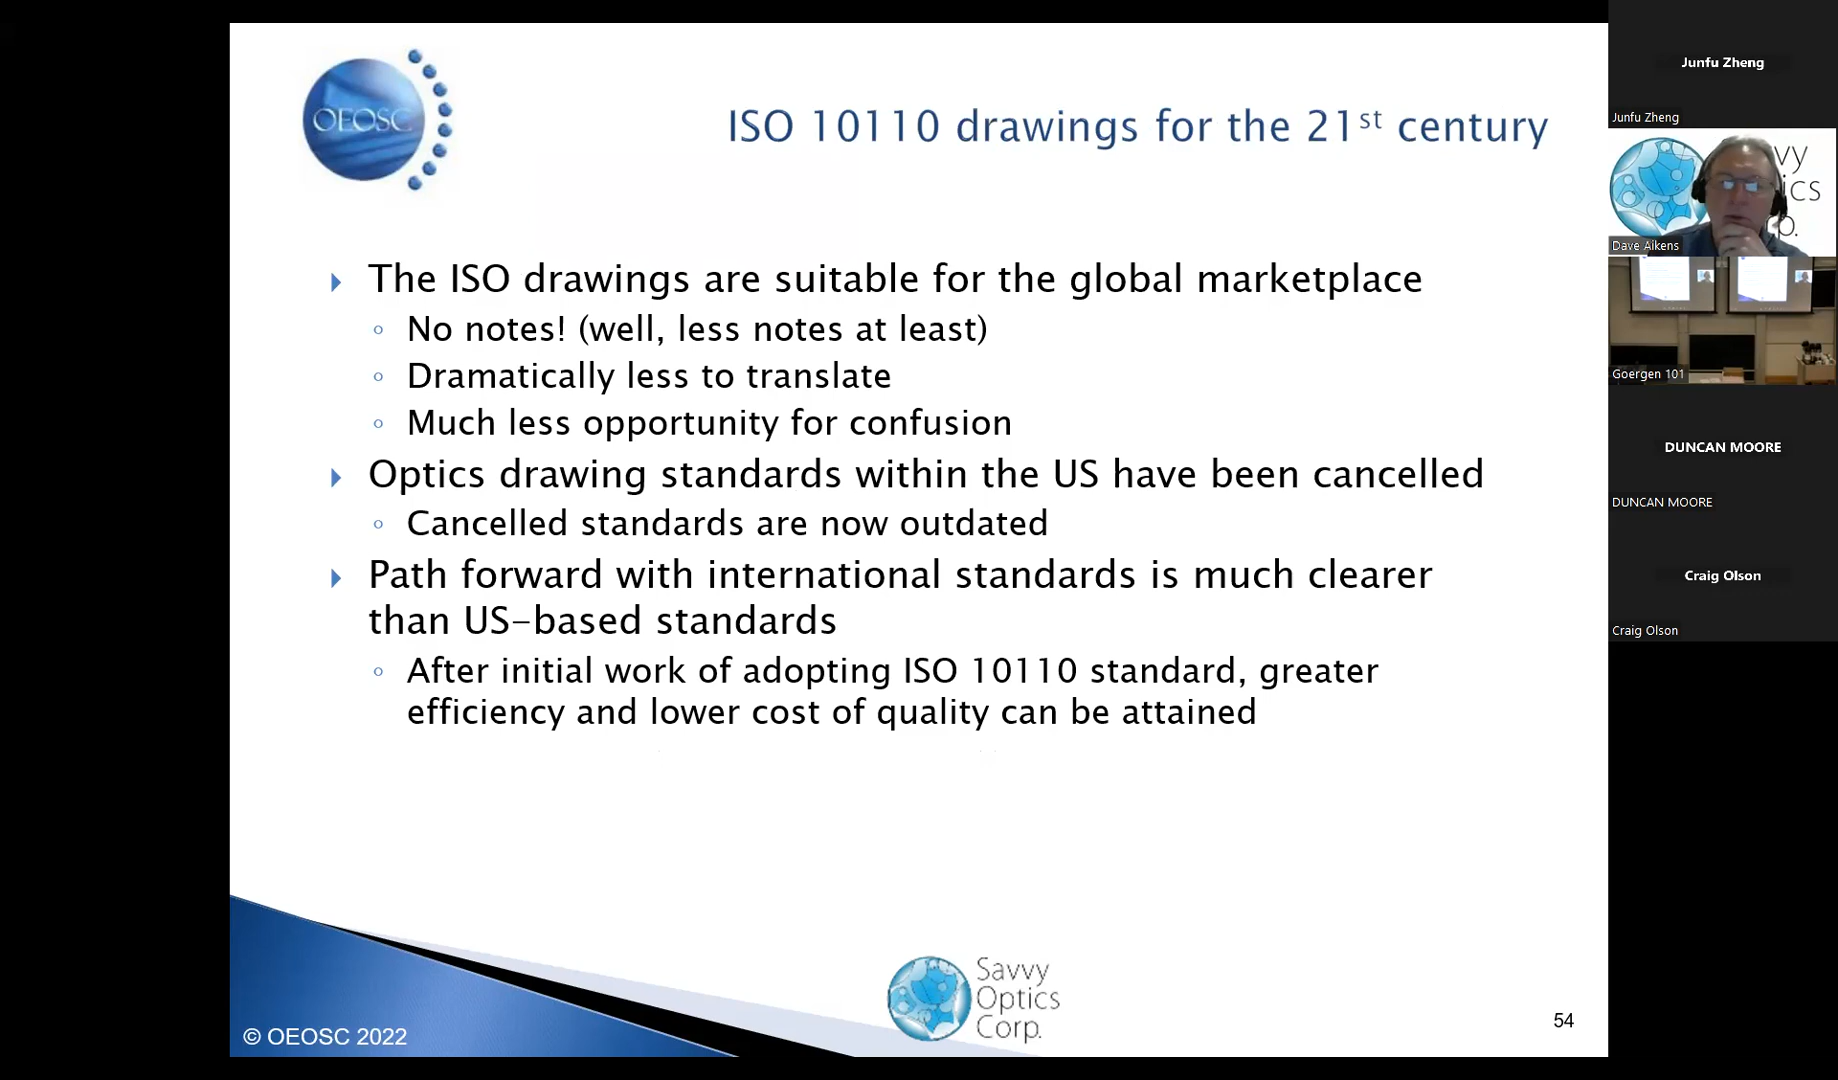 OEOSC
ISO 10110 drawings for the 21st century
The ISO drawings are suitable for the global marketplace
No notes! (well, less notes at least)
Dramatically less to translate
Much less opportunity for confusion
Optics drawing standards within the US have been cancelled
Cancelled standards are now outdated
Path forward with international standards is much clearer
than US-based standards
After initial work of adopting ISO 10110 standard, greater
efficiency and lower cost of quality can be attained
© OEOSC 2022
Savvy
Optics
Corp.
54
Junfu Zheng
Junfu Zheng
Dave Aikens
Goergen 101
DUNCAN MOORE
DUNCAN MOORE
Craig Olson
Craig Olson